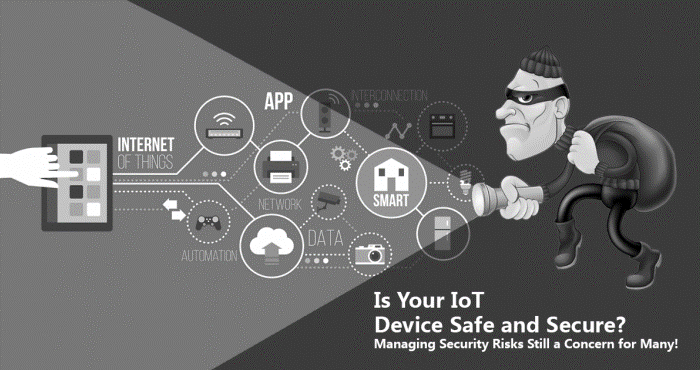 APP
INTERCONNECTION
INTERNET
OF THINGS
SMART
NETWORK
DATA
AUTOMATION
Is Your IoT
Device Safe and Secure?
Managing Security Risks Still a Concern for Many!